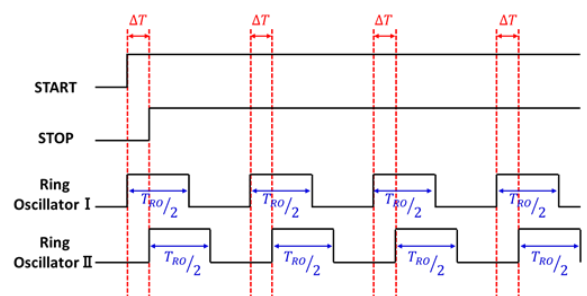 ΔT ΔT ΔT ΔT
START
STOP
Ring
Oscillator Ⅰ
T_RO/2 T_RO/2 T_RO/2 T_RO/2
Ring
Oscillator Ⅱ
T_RO/2 T_RO/2 T_RO/2 T_RO/2